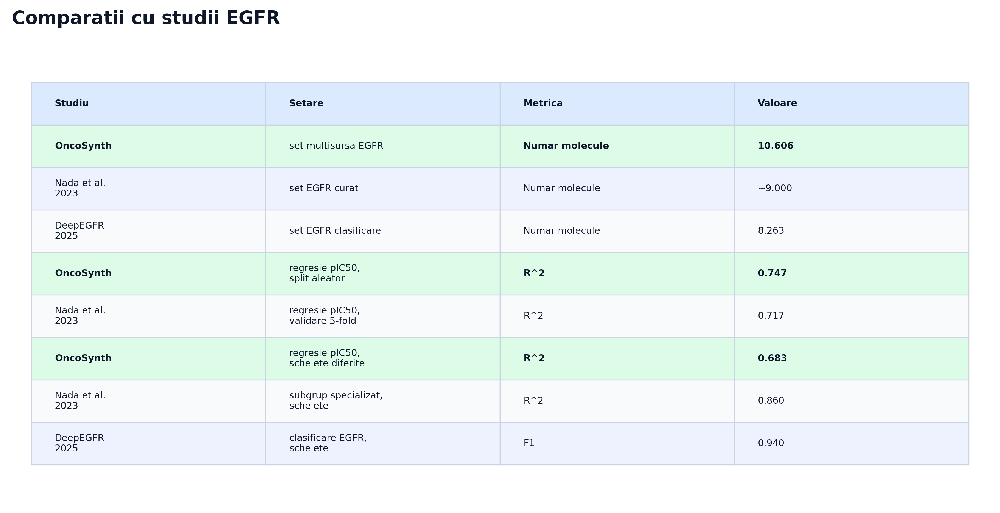 Comparatii cu studii EGFR
Studiu Setare Metrica Valoare
OncoSynth set multisursa EGFR Numar molecule 10.606
Nada et al.
2023
set EGFR curat Numar molecule ~9.000
DeepEGFR
2025
set EGFR clasificare Numar molecule 8.263
OncoSynth
regresie pIC50,
split aleator
R^2 0.747
Nada et al.
2023
regresie pIC50,
validare 5-fold
R^2 0.717
OncoSynth
regresie pIC50,
schelete diferite
R^2 0.683
Nada et al.
2023
subgrup specializat,
schelete
R^2 0.860
DeepEGFR
2025
clasificare EGFR,
schelete
F1 0.940